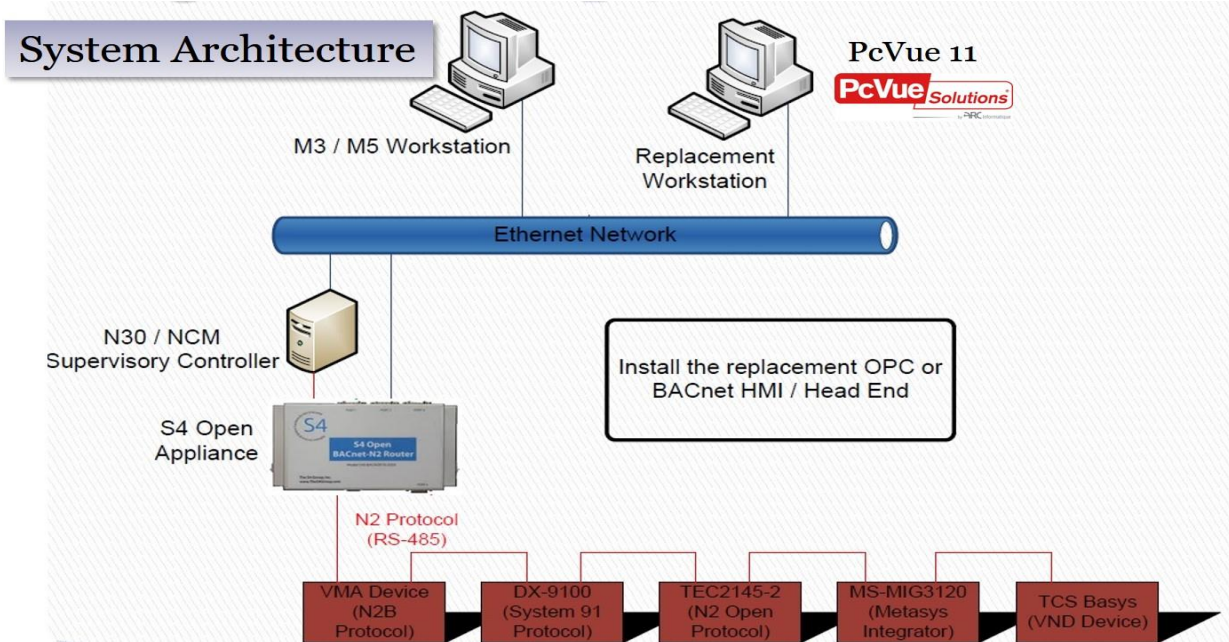 System Architecture
PcVue 11
PcVue Solutions
by ARC Informatique
M3 / M5 Workstation
Replacement
Workstation
Ethernet Network
N30 / NCM
Supervisory Controller
Install the replacement OPC or
BACnet HMI / Head End
S4 Open
Appliance
S4
S4 Open
BACnet-N2 Router
N2 Protocol
(RS-485)
VMA Device
(N2B
Protocol)
DX-9100
(System 91
Protocol)
TEC2145-2
(N2 Open
Protocol)
MS-MIG3120
(Metasys
Integrator)
TCS Basys
(VND Device)